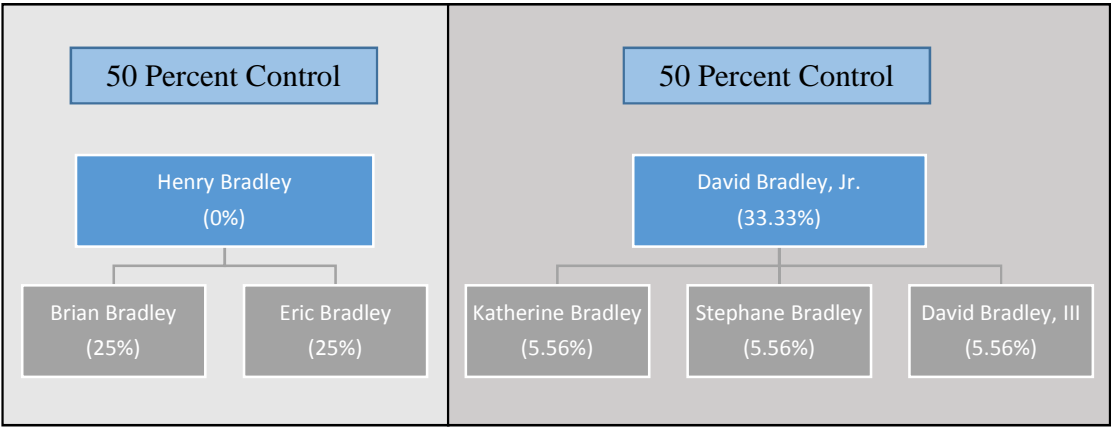 50 Percent Control
Henry Bradley
(0%)
Brian Bradley
(25%)
Eric Bradley
(25%)
50 Percent Control
David Bradley, Jr.
(33.33%)
Katherine Bradley
(5.56%)
Stephane Bradley
(5.56%)
David Bradley, III
(5.56%)